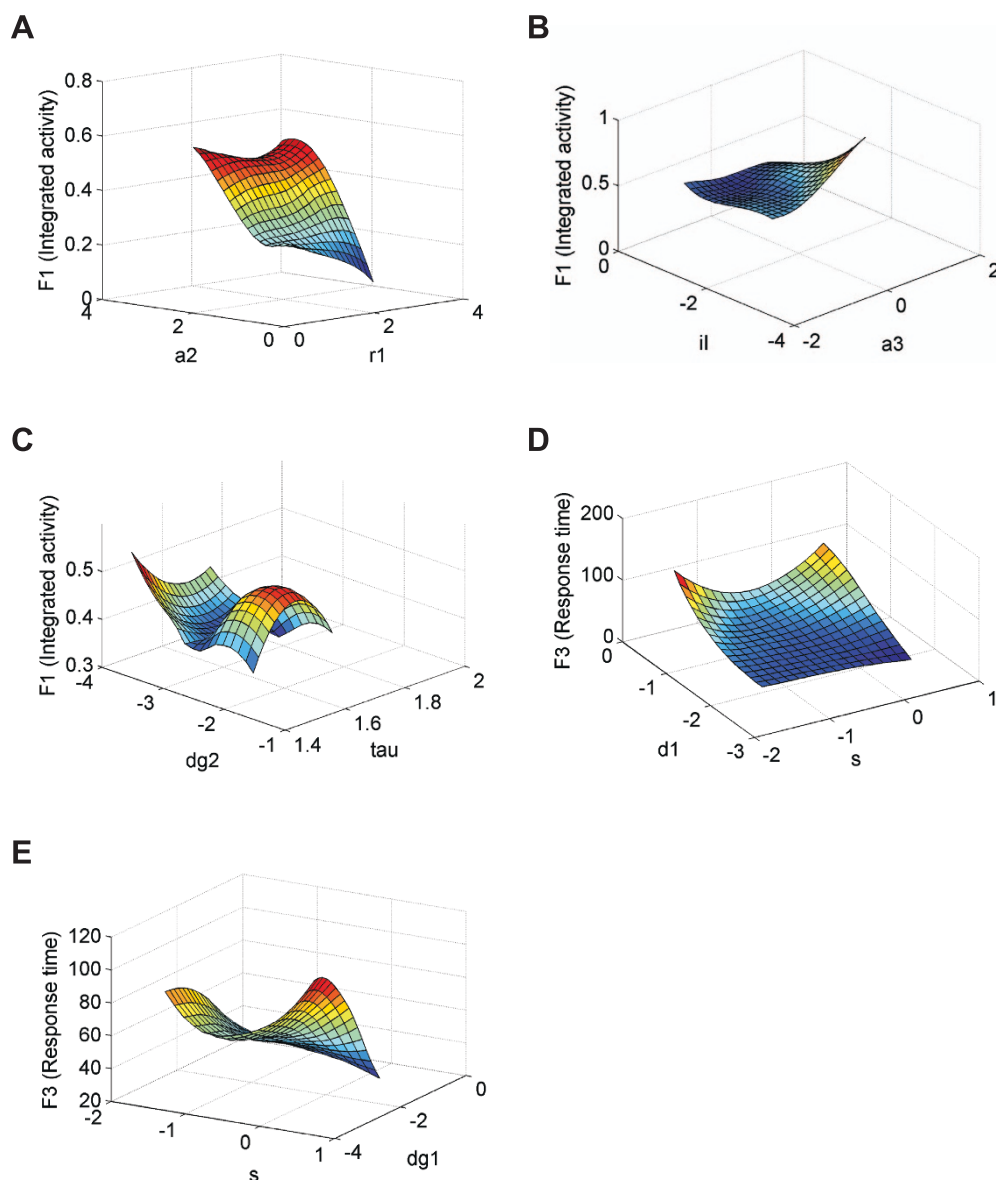 A
F1 (Integrated activity)
0.8
0.6
0.4
0.2
0
4
2
0
a2
0
2
4
r1
B
F1 (Integrated activity)
1
0.5
0
0
-2
-4
il
-2
0
2
a3
C
F1 (Integrated activity)
0.5
0.4
0.3
-4
-3
-2
-1
dg2
1.4
1.6
1.8
2
tau
D
F3 (Response time)
200
100
0
0
-1
-2
-3
d1
-2
-1
0
1
s
E
F3 (Response time)
120
100
80
60
40
20
-2
-1
0
1
s
-4
-2
0
dg1